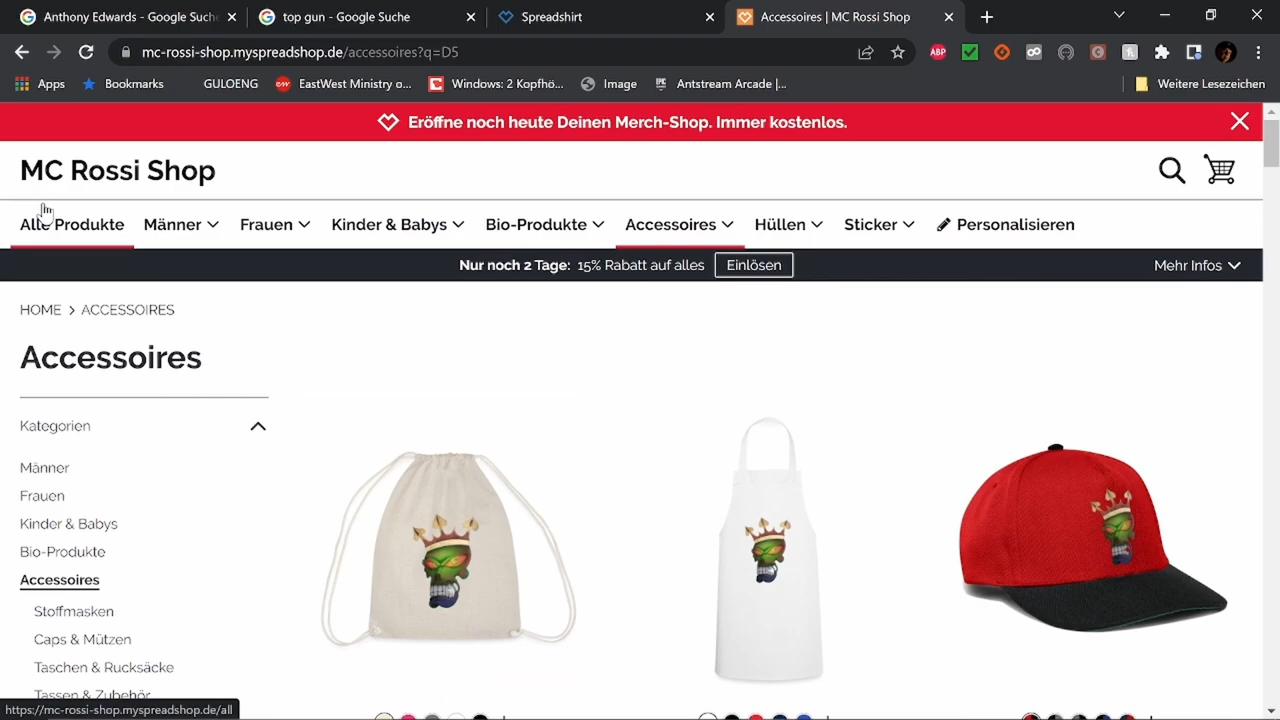 Anthony Edwards - Google Suche
top gun - Google Suche
Spreadshirt
Accessoires | MC Rossi Shop
mc-rossi-shop.myspreadshop.de/accessoires?q=D5
ABP
Apps
Bookmarks
GULOENG
EastWest Ministry o...
Windows: 2 Kopfhö...
Image
Antstream Arcade |...
Weitere Lesezeichen
Eröffne noch heute Deinen Merch-Shop. Immer kostenlos.
MC Rossi Shop
Alle Produkte
Männer
Frauen
Kinder & Babys
Bio-Produkte
Accessoires
Hüllen
Sticker
Personalisieren
Nur noch 2 Tage: 15% Rabatt auf alles
Einlösen
Mehr Infos
HOME > ACCESSOIRES
Accessoires
Kategorien
Männer
Frauen
Kinder & Babys
Bio-Produkte
Accessoires
Stoffmasken
Caps & Mützen
Taschen & Rucksäcke
Tassen & Zubehör
https://mc-rossi-shop.myspreadshop.de/all